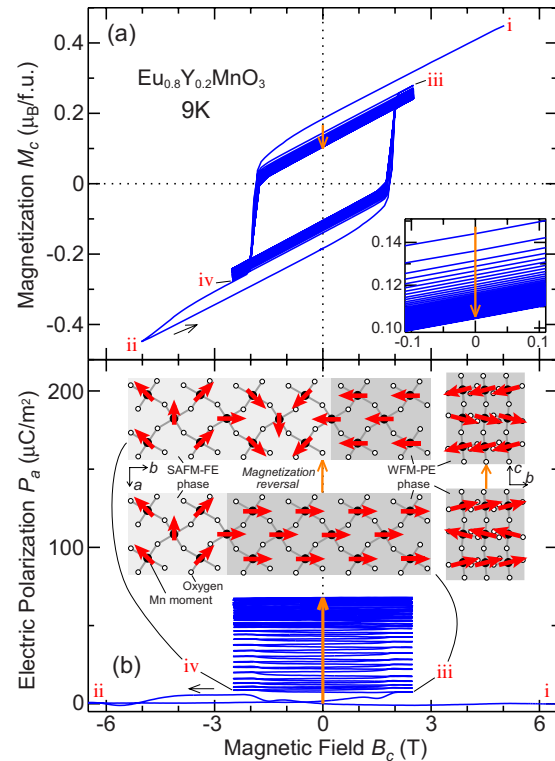 (a)
i
Eu0.8Y0.2MnO3
9K
iii
iv
ii
Magnetization Mc (μB/f.u.)
0.4
0.2
0
-0.2
-0.4
0.14
0.12
0.10
-0.1
0
0.1
(b)
Electric Polarization Pa (μC/m2)
200
100
0
b
a
SAFM-FE
phase
Magnetization
reversal
WFM-PE
phase
c
b
Oxygen
Mn moment
iv
iii
ii
i
-6
-3
0
3
6
Magnetic Field Bc (T)